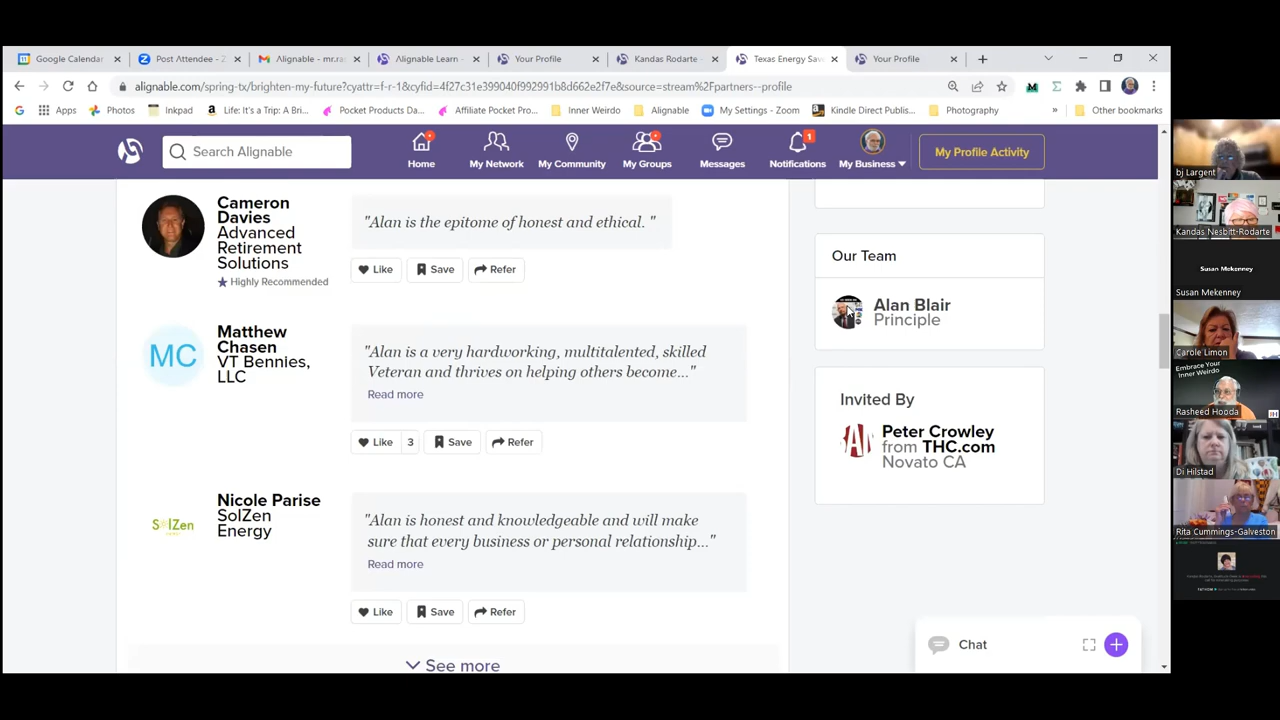 Google Calendar
Post Attendee - Z
Alignable - mr.ra
Alignable Learn -
Your Profile
Kandas Rodarte -
Texas Energy Sav
Your Profile
alignable.com/spring-tx/brighten-my-future?cyattr=f-r-1&cyfid=4f27c31e399040f992991b8d662e2f7e&source=stream%2Fpartners--profile
Apps
Photos
Inkpad
Life: It's a Trip: A Bri...
Pocket Products Da...
Affiliate Pocket Pro...
Inner Weirdo
Alignable
My Settings - Zoom
Kindle Direct Publis...
Photography
»
Other bookmarks
Search Alignable
Home
My Network
My Community
My Groups
Messages
1
Notifications
My Business
My Profile Activity
Cameron
Davies
Advanced
Retirement
Solutions
Highly Recommended
"Alan is the epitome of honest and ethical. "
Like
Save
Refer
Matthew
Chasen
VT Bennies,
LLC
MC
"Alan is a very hardworking, multitalented, skilled
Veteran and thrives on helping others become..."
Read more
Like 3
Save
Refer
Nicole Parise
SolZen
Energy
SolZen
"Alan is honest and knowledgeable and will make
sure that every business or personal relationship..."
Read more
Like
Save
Refer
See more
Our Team
Alan Blair
Principle
Invited By
Peter Crowley
from THC.com
Novato CA
Chat
bj Largent
Kandas Nesbitt-Rodarte
Susan Mekenney
Susan Mekenney
Carole Limon
Embrace Your
Inner Weirdo
Rasheed Hooda
Di Hilstad
Rita Cummings-Galveston